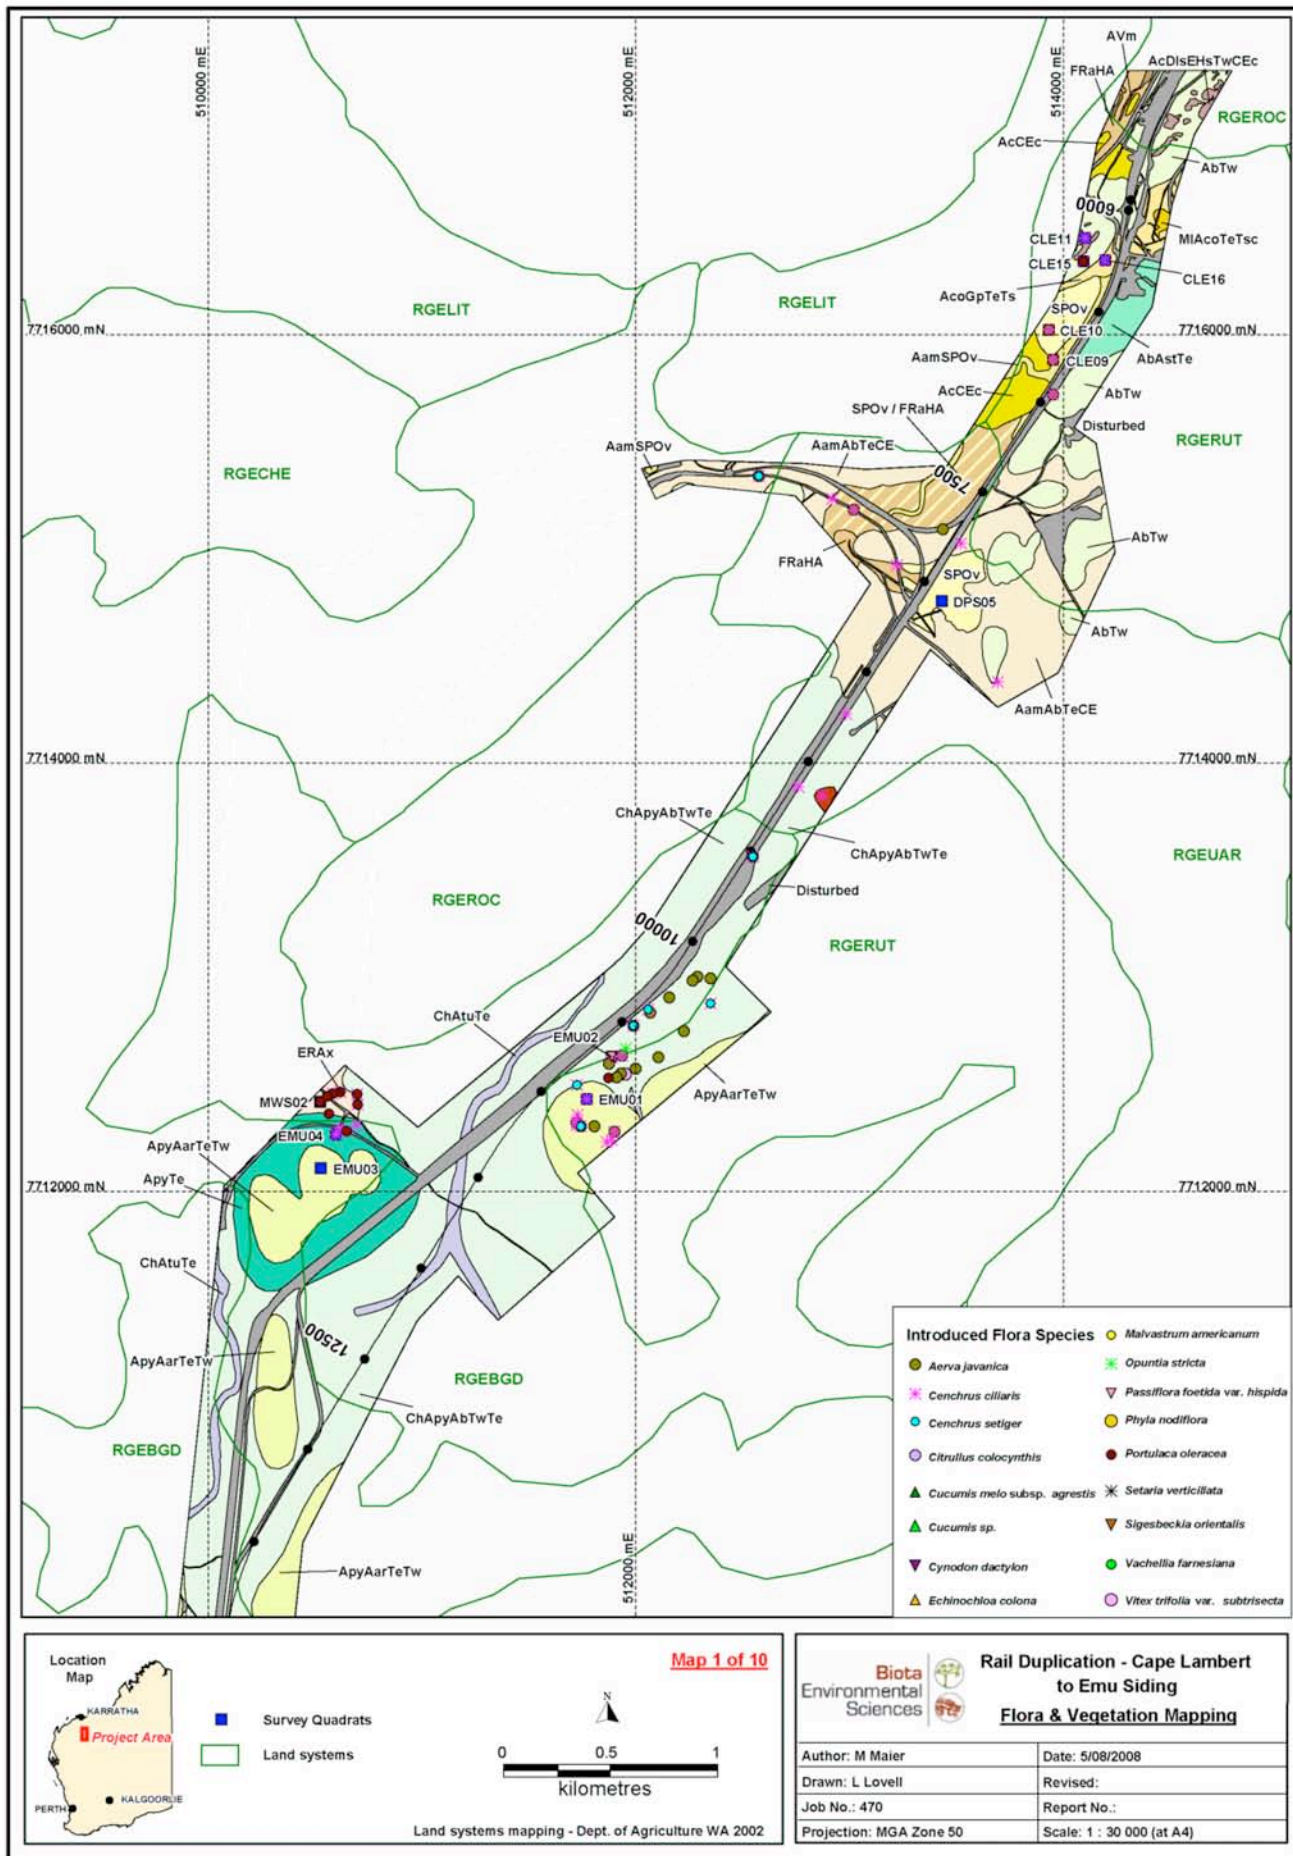 510000 mE
512000 mE
514000 mE
AVm
AcDIsEHsTwCEc
FRaHA
RGEROC
AcCEc
AbTw
6000
CLE11
MIAcoTeTsc
CLE15
CLE16
AcoGpTeTs
RGELIT
RGELIT
SPOv
7716000 mN
7716000 mN
CLE10
AamSPOv
CLE09
AbAstTe
AcCEc
AbTw
SPOv / FRaHA
Disturbed
RGERUT
AamSPOv
AamAbTeCE
RGECHE
7500
AbTw
FRaHA
SPOv
DPS05
AbTw
AamAbTeCE
7714000 mN
7714000 mN
ChApyAbTwTe
ChApyAbTwTe
RGEUAR
Disturbed
RGEROC
10000
RGERUT
ChAtuTe
EMU02
ERAx
ApyAarTeTw
MWS02
EMU01
EMU04
ApyAarTeTw
EMU03
ApyTe
7712000 mN
7712000 mN
ChAtuTe
12500
ApyAarTeTw
RGEBGD
ChApyAbTwTe
RGEBGD
512000 mE
ApyAarTeTw
Introduced Flora Species
Aerva javanica
Cenchrus ciliaris
Cenchrus setiger
Citrullus colocynthis
Cucumis melo subsp. agrestis
Cucumis sp.
Cynodon dactylon
Echinochloa colona
Malvastrum americanum
Opuntia stricta
Passiflora foetida var. hispida
Phyla nodiflora
Portulaca oleracea
Setaria verticillata
Sigesbeckia orientalis
Vachellia farnesiana
Vitex trifolia var. subtrisecta
Location
Map
KARRATHA
Project Area
PERTH
KALGOORLIE
Survey Quadrats
Land systems
Map 1 of 10
N
0 0.5 1
kilometres
Land systems mapping - Dept. of Agriculture WA 2002
Biota
Environmental
Sciences
Rail Duplication - Cape Lambert
to Emu Siding
Flora & Vegetation Mapping
Author: M Maier
Date: 5/08/2008
Drawn: L Lovell
Revised:
Job No.: 470
Report No.:
Projection: MGA Zone 50
Scale: 1 : 30 000 (at A4)